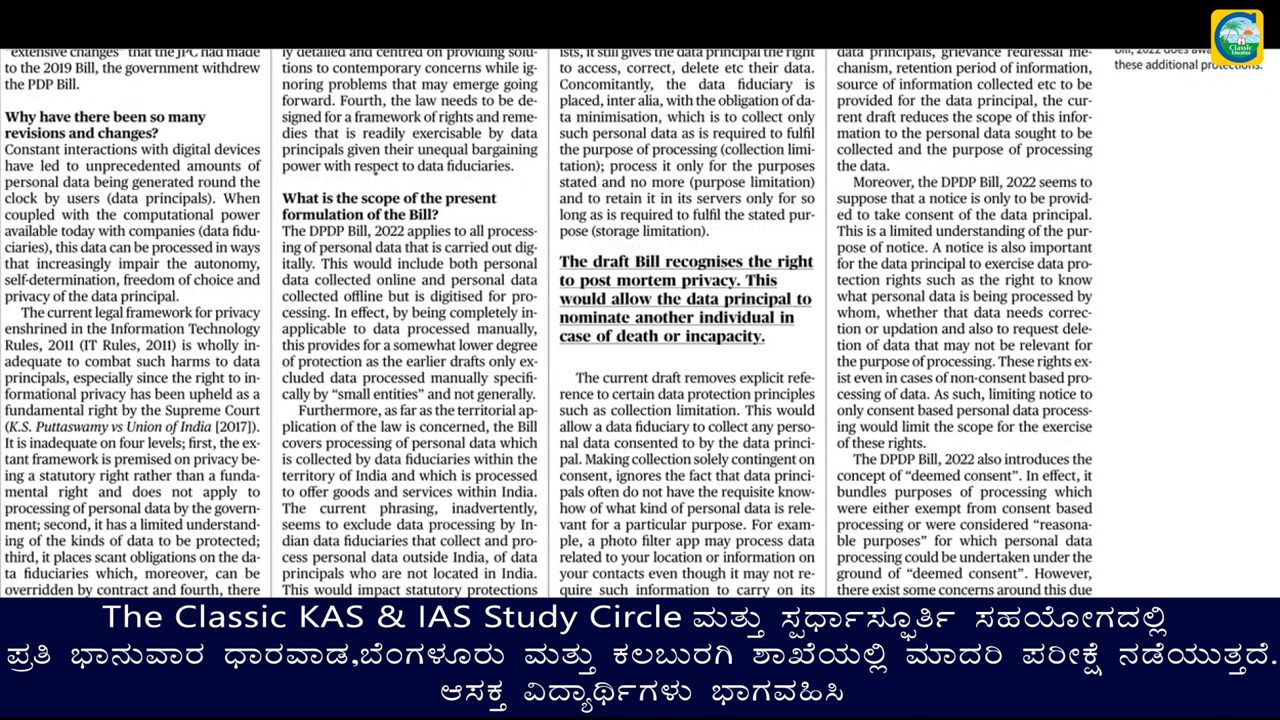 "extensive changes" that the JPC had made
to the 2019 Bill, the government withdrew
the PDP Bill.
Why have there been so many
revisions and changes?
Constant interactions with digital devices
have led to unprecedented amounts of
personal data being generated round the
clock by users (data principals). When
coupled with the computational power
available today with companies (data fidu-
ciaries), this data can be processed in ways
that increasingly impair the autonomy,
self-determination, freedom of choice and
privacy of the data principal.
The current legal framework for privacy
enshrined in the Information Technology
Rules, 2011 (IT Rules, 2011) is wholly in-
adequate to combat such harms to data
principals, especially since the right to in-
formational privacy has been upheld as a
fundamental right by the Supreme Court
(K.S. Puttaswamy vs Union of India [2017]).
It is inadequate on four levels; first, the ex-
tant framework is premised on privacy be-
ing a statutory right rather than a funda-
mental right and does not apply to
processing of personal data by the govern-
ment; second, it has a limited understand-
ing of the kinds of data to be protected;
third, it places scant obligations on the da-
ta fiduciaries which, moreover, can be
overridden by contract and fourth, there
ly detailed and centred on providing solu-
tions to contemporary concerns while ig-
noring problems that may emerge going
forward. Fourth, the law needs to be de-
signed for a framework of rights and reme-
dies that is readily exercisable by data
principals given their unequal bargaining
power with respect to data fiduciaries.
What is the scope of the present
formulation of the Bill?
The DPDP Bill, 2022 applies to all process-
ing of personal data that is carried out dig-
itally. This would include both personal
data collected online and personal data
collected offline but is digitised for pro-
cessing. In effect, by being completely in-
applicable to data processed manually,
this provides for a somewhat lower degree
of protection as the earlier drafts only ex-
cluded data processed manually specifi-
cally by "small entities" and not generally.
Furthermore, as far as the territorial ap-
plication of the law is concerned, the Bill
covers processing of personal data which
is collected by data fiduciaries within the
territory of India and which is processed
to offer goods and services within India.
The current phrasing, inadvertently,
seems to exclude data processing by In-
dian data fiduciaries that collect and pro-
cess personal data outside India, of data
principals who are not located in India.
This would impact statutory protections
ists, it still gives the data principal the right
to access, correct, delete etc their data.
Concomitantly, the data fiduciary is
placed, inter alia, with the obligation of da-
ta minimisation, which is to collect only
such personal data as is required to fulfil
the purpose of processing (collection limi-
tation); process it only for the purposes
stated and no more (purpose limitation)
and to retain it in its servers only for so
long as is required to fulfil the stated pur-
pose (storage limitation).
The draft Bill recognises the right
to post mortem privacy. This
would allow the data principal to
nominate another individual in
case of death or incapacity.
The current draft removes explicit refe-
rence to certain data protection principles
such as collection limitation. This would
allow a data fiduciary to collect any perso-
nal data consented to by the data princi-
pal. Making collection solely contingent on
consent, ignores the fact that data princi-
pals often do not have the requisite know-
how of what kind of personal data is rele-
vant for a particular purpose. For exam-
ple, a photo filter app may process data
related to your location or information on
your contacts even though it may not re-
quire such information to carry on its
data principals, grievance redressal me-
chanism, retention period of information,
source of information collected etc to be
provided for the data principal, the cur-
rent draft reduces the scope of this infor-
mation to the personal data sought to be
collected and the purpose of processing
the data.
Moreover, the DPDP Bill, 2022 seems to
suppose that a notice is only to be provid-
ed to take consent of the data principal.
This is a limited understanding of the pur-
pose of notice. A notice is also important
for the data principal to exercise data pro-
tection rights such as the right to know
what personal data is being processed by
whom, whether that data needs correc-
tion or updation and also to request dele-
tion of data that may not be relevant for
the purpose of processing. These rights ex-
ist even in cases of non-consent based pro-
cessing of data. As such, limiting notice to
only consent based personal data process-
ing would limit the scope for the exercise
of these rights.
The DPDP Bill, 2022 also introduces the
concept of "deemed consent". In effect, it
bundles purposes of processing which
were either exempt from consent based
processing or were considered "reasona-
ble purposes" for which personal data
processing could be undertaken under the
ground of "deemed consent". However,
there exist some concerns around this due
Bill, 2022 does aw
these additional protections.
Classic
Education
The Classic KAS & IAS Study Circle ಮತ್ತು ಸ್ಪರ್ಧಾಸ್ಫೂರ್ತಿ ಸಹಯೋಗದಲ್ಲಿ
ಪ್ರತಿ ಭಾನುವಾರ ಧಾರವಾಡ,ಬೆಂಗಳೂರು ಮತ್ತು ಕಲಬುರಗಿ ಶಾಖೆಯಲ್ಲಿ ಮಾದರಿ ಪರೀಕ್ಷೆ ನಡೆಯುತ್ತದೆ.
ಆಸಕ್ತ ವಿದ್ಯಾರ್ಥಿಗಳು ಭಾಗವಹಿಸಿ